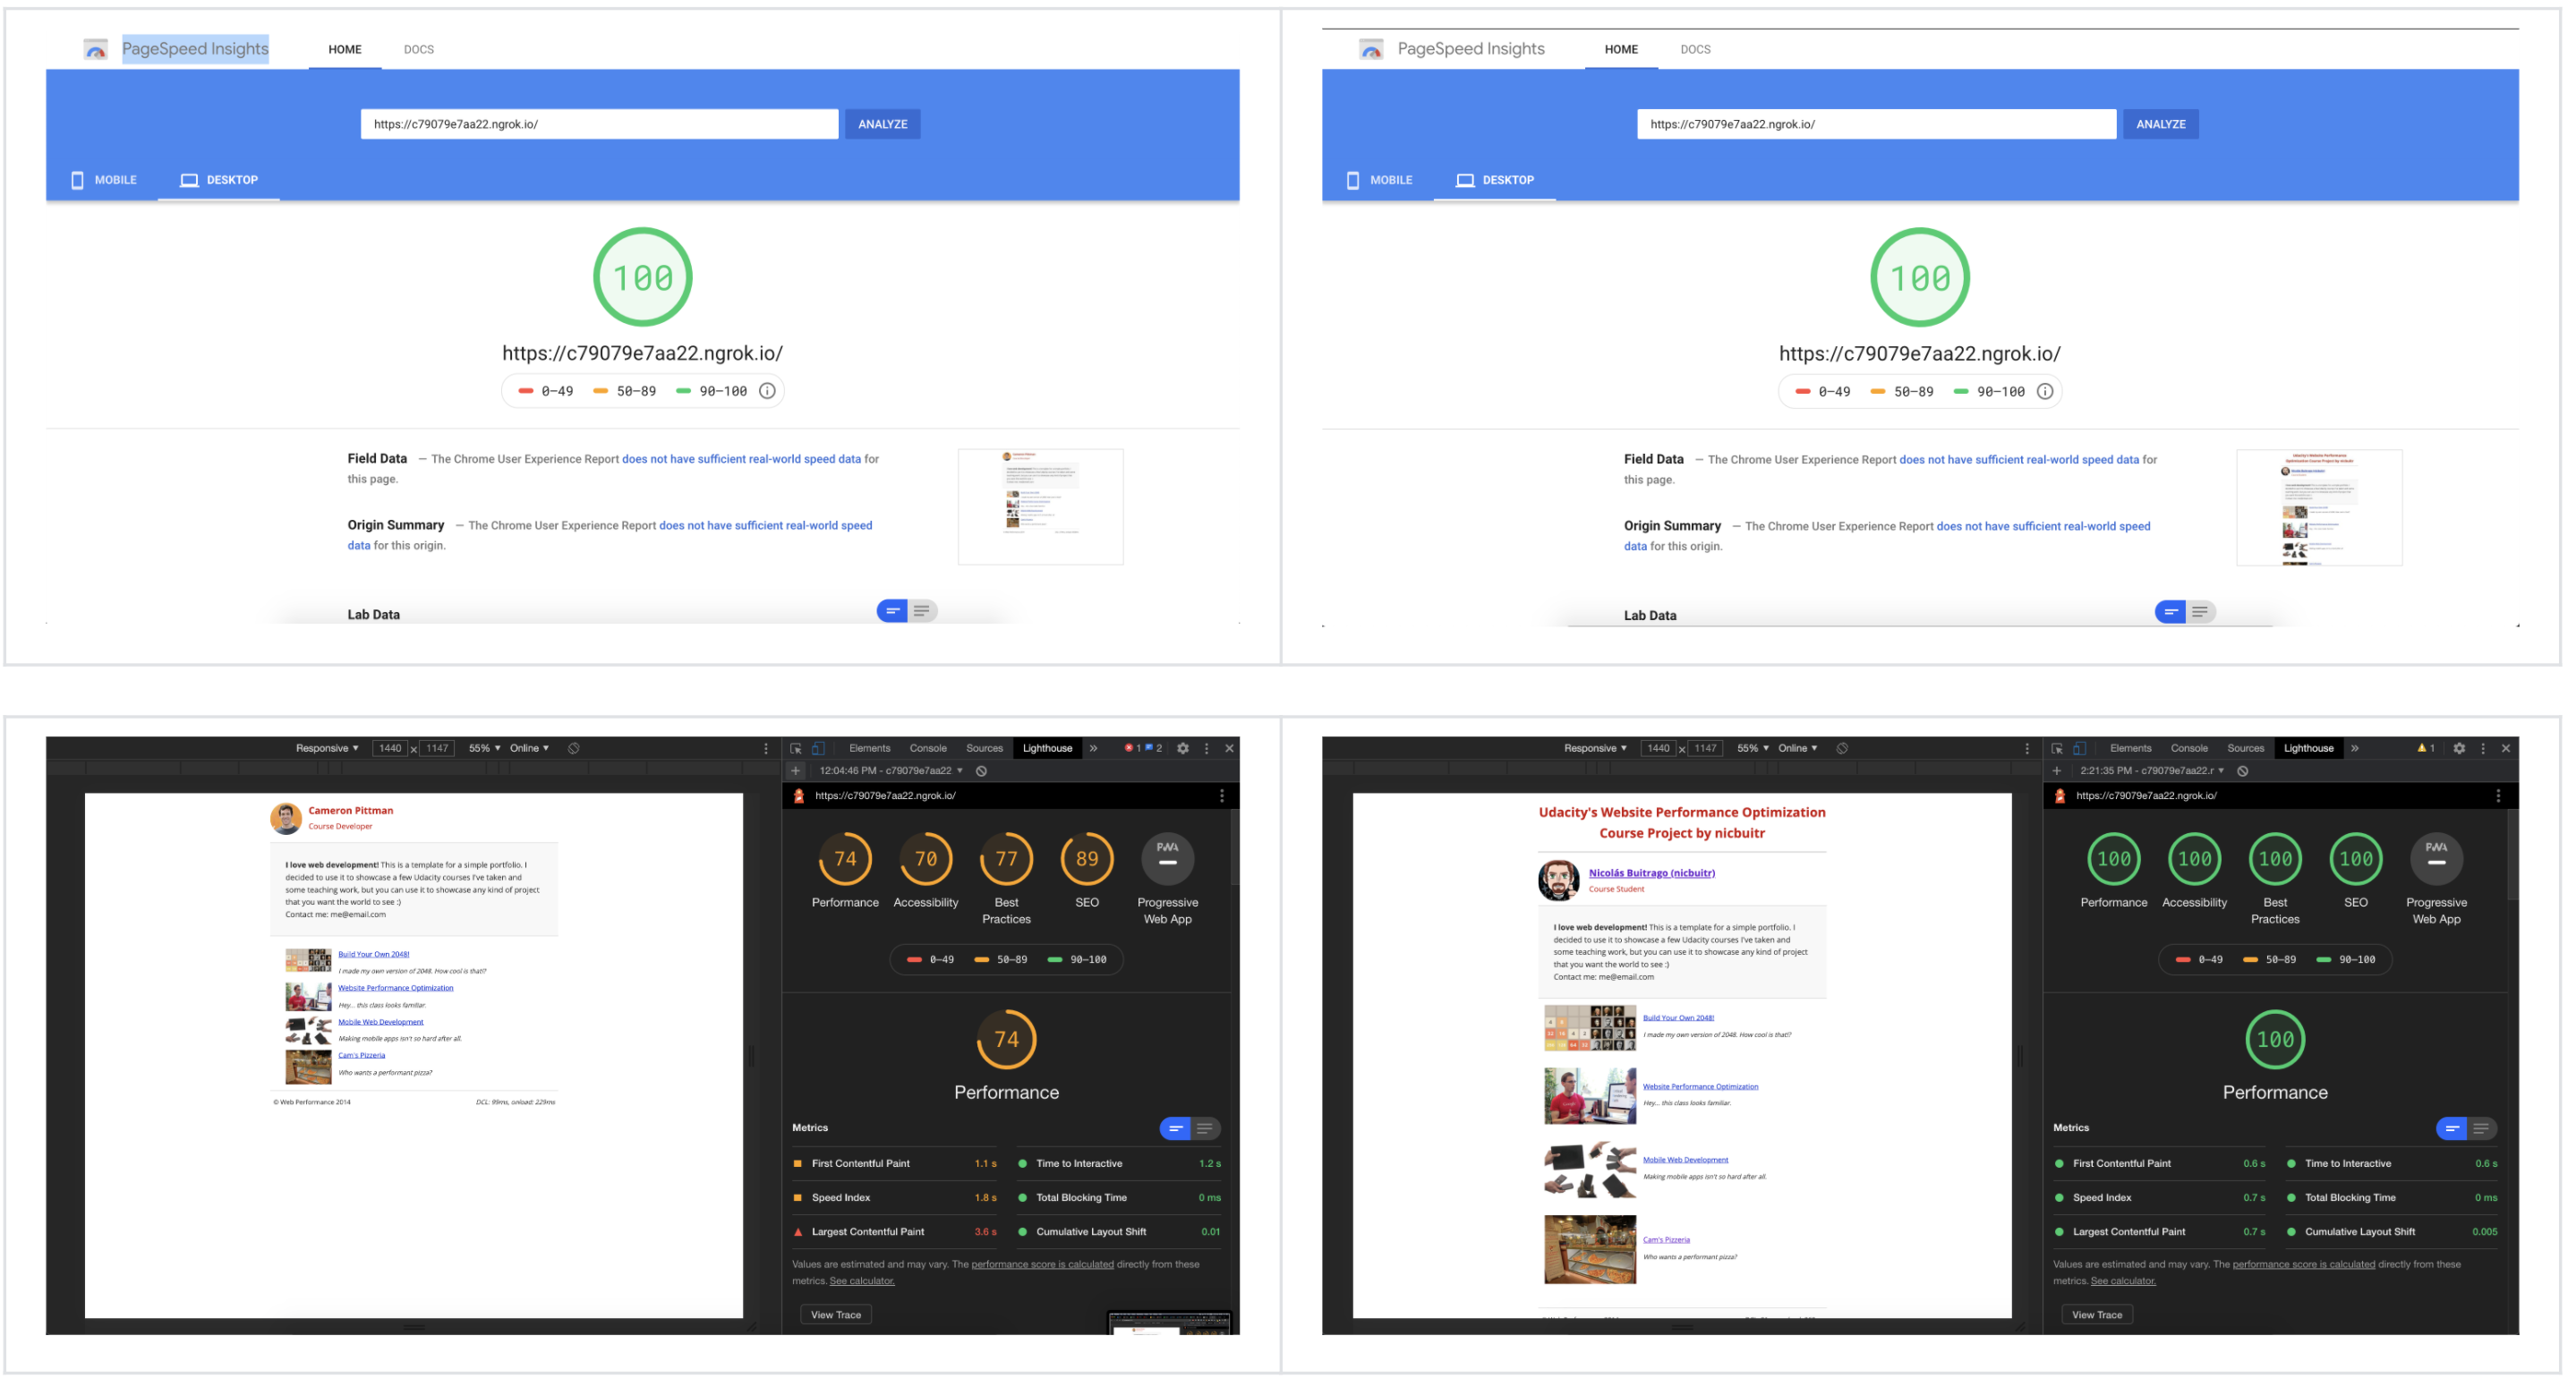 PageSpeed Insights HOME DOCS
https://c79079e7aa22.ngrok.io/ ANALYZE
MOBILE DESKTOP
100
https://c79079e7aa22.ngrok.io/
0–49 50–89 90–100
Field Data — The Chrome User Experience Report does not have sufficient real-world speed data for
this page.
Origin Summary — The Chrome User Experience Report does not have sufficient real-world speed
data for this origin.
Lab Data
PageSpeed Insights HOME DOCS
https://c79079e7aa22.ngrok.io/ ANALYZE
MOBILE DESKTOP
100
https://c79079e7aa22.ngrok.io/
0–49 50–89 90–100
Field Data — The Chrome User Experience Report does not have sufficient real-world speed data for
this page.
Origin Summary — The Chrome User Experience Report does not have sufficient real-world speed
data for this origin.
Lab Data
Responsive 1440 x 1147 55% Online
Cameron Pittman
Course Developer
I love web development! This is a template for a simple portfolio. I
decided to use it to showcase a few Udacity courses I've taken and
some teaching work, but you can use it to showcase any kind of project
that you want the world to see :)
Contact me: me@email.com
Build Your Own 2048!
I made my own version of 2048. How cool is that!?
Website Performance Optimization
Hey... this class looks familiar.
Mobile Web Development
Making mobile apps isn't so hard after all.
Cam's Pizzeria
Who wants a performant pizza?
© Web Performance 2014 DCL: 99ms, onload: 229ms
Elements Console Sources Lighthouse » 1 2
12:04:46 PM - c79079e7aa22
https://c79079e7aa22.ngrok.io/
74 70 77 89 PWA
Performance Accessibility Best Practices SEO Progressive Web App
0–49 50–89 90–100
74
Performance
Metrics
First Contentful Paint 1.1 s Time to Interactive 1.2 s
Speed Index 1.8 s Total Blocking Time 0 ms
Largest Contentful Paint 3.6 s Cumulative Layout Shift 0.01
Values are estimated and may vary. The performance score is calculated directly from these
metrics. See calculator.
View Trace
Responsive 1440 x 1147 55% Online
Udacity's Website Performance Optimization
Course Project by nicbuitr
Nicolás Buitrago (nicbuitr)
Course Student
I love web development! This is a template for a simple portfolio. I
decided to use it to showcase a few Udacity courses I've taken and
some teaching work, but you can use it to showcase any kind of project
that you want the world to see :)
Contact me: me@email.com
Build Your Own 2048!
I made my own version of 2048. How cool is that!?
Website Performance Optimization
Hey... this class looks familiar.
Mobile Web Development
Making mobile apps isn't so hard after all.
Cam's Pizzeria
Who wants a performant pizza?
Elements Console Sources Lighthouse » 1
2:21:35 PM - c79079e7aa22.r
https://c79079e7aa22.ngrok.io/
100 100 100 100 PWA
Performance Accessibility Best Practices SEO Progressive Web App
0–49 50–89 90–100
100
Performance
Metrics
First Contentful Paint 0.6 s Time to Interactive 0.6 s
Speed Index 0.7 s Total Blocking Time 0 ms
Largest Contentful Paint 0.7 s Cumulative Layout Shift 0.005
Values are estimated and may vary. The performance score is calculated directly from these
metrics. See calculator.
View Trace